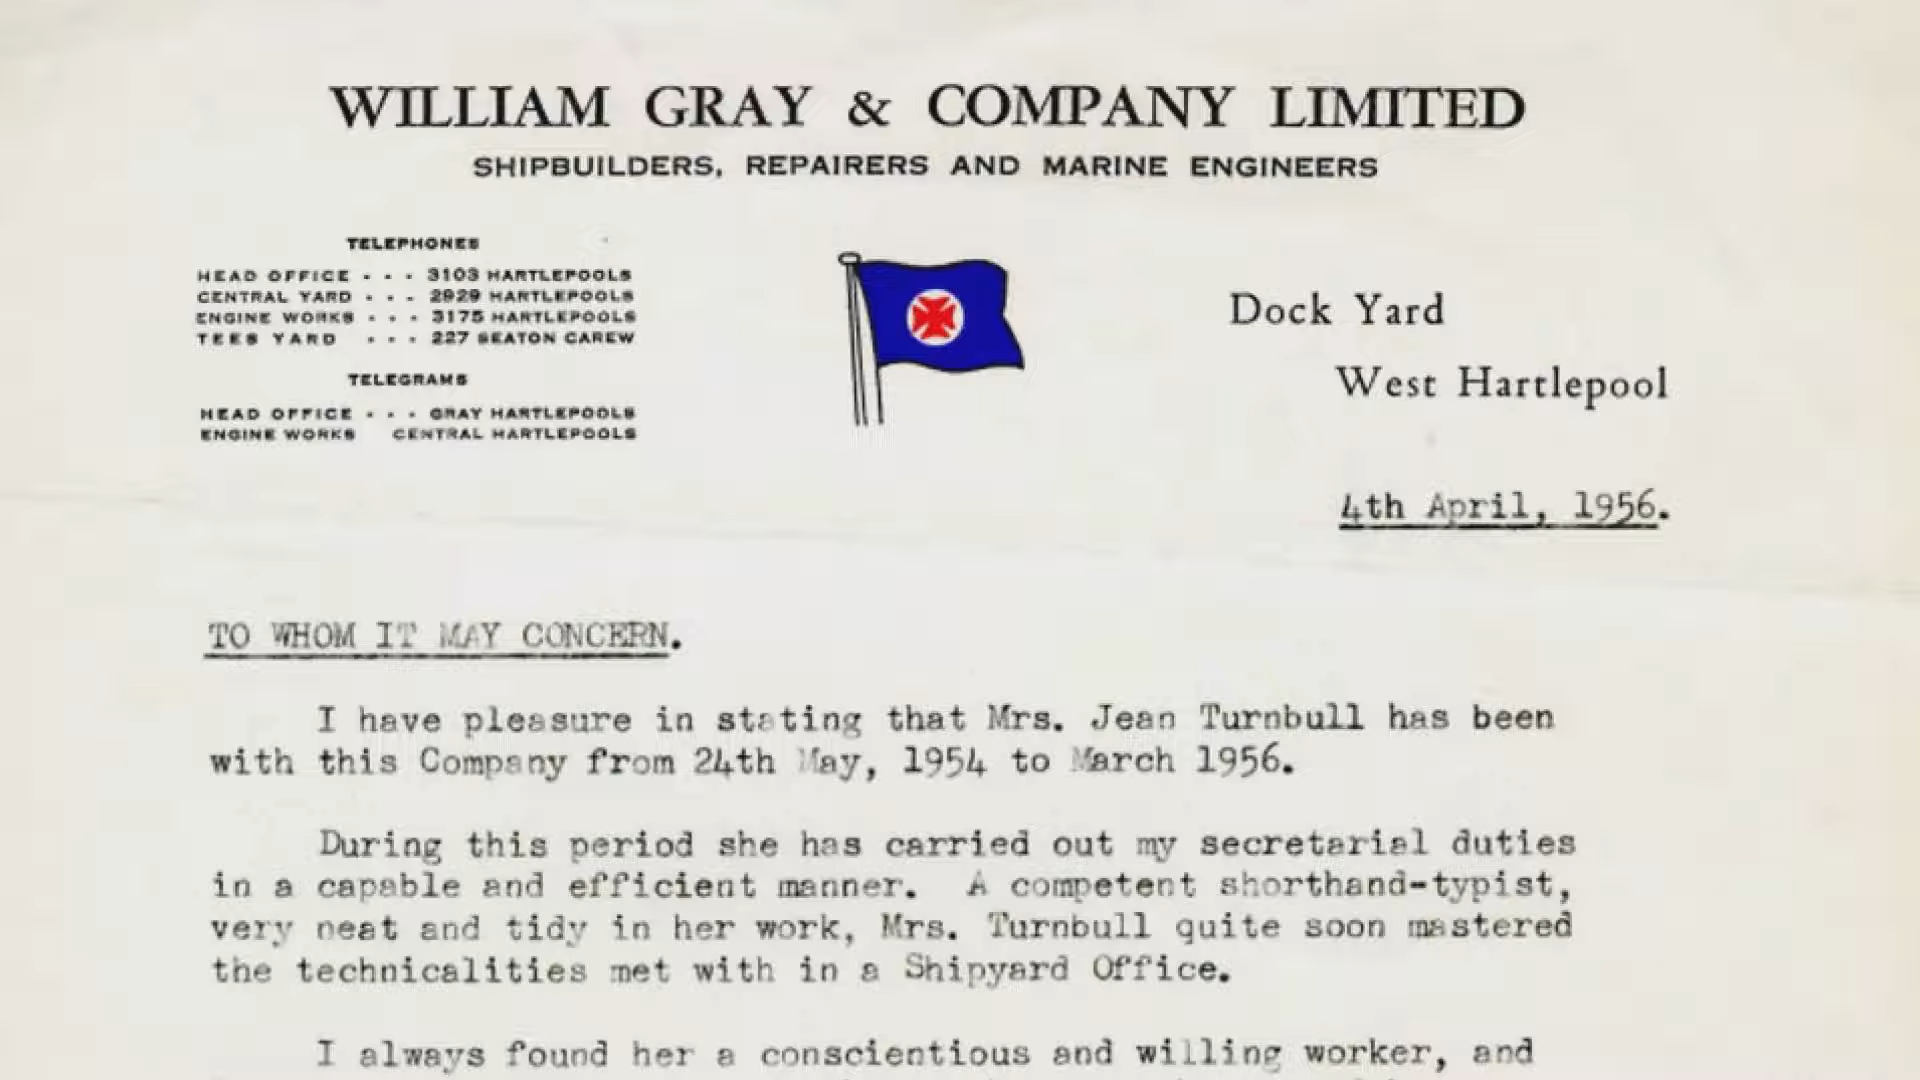 WILLIAM GRAY & COMPANY LIMITED
SHIPBUILDERS, REPAIRERS AND MARINE ENGINEERS
TELEPHONES
HEAD OFFICE . . . 3103 HARTLEPOOLS
CENTRAL YARD . . . 2929 HARTLEPOOLS
ENGINE WORKS . . . 3175 HARTLEPOOLS
TEES YARD . . . 227 SEATON CAREW
TELEGRAMS
HEAD OFFICE . . . GRAY HARTLEPOOLS
ENGINE WORKS CENTRAL HARTLEPOOLS
Dock Yard
West Hartlepool
4th April, 1956.
TO WHOM IT MAY CONCERN.
I have pleasure in stating that Mrs. Jean Turnbull has been
with this Company from 24th May, 1954 to March 1956.
During this period she has carried out my secretarial duties
in a capable and efficient manner. A competent shorthand-typist,
very neat and tidy in her work, Mrs. Turnbull quite soon mastered
the technicalities met with in a Shipyard Office.
I always found her a conscientious and willing worker, and